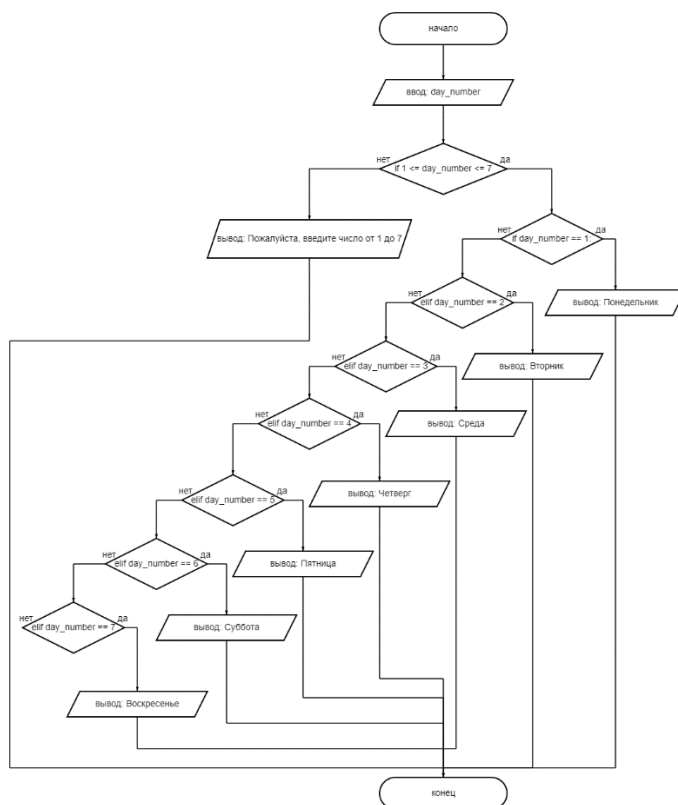 начало
ввод: day_number
нет
да
if 1 <= day_number <= 7
вывод: Пожалуйста, введите число от 1 до 7
нет
да
if day_number == 1:
вывод: Понедельник
нет
да
elif day_number == 2
вывод: Вторник
нет
да
elif day_number == 3
вывод: Среда
нет
да
elif day_number == 4
вывод: Четверг
нет
да
elif day_number == 5
вывод: Пятница
нет
да
elif day_number == 6
вывод: Суббота
нет
да
elif day_number == 7
вывод: Воскресенье
конец